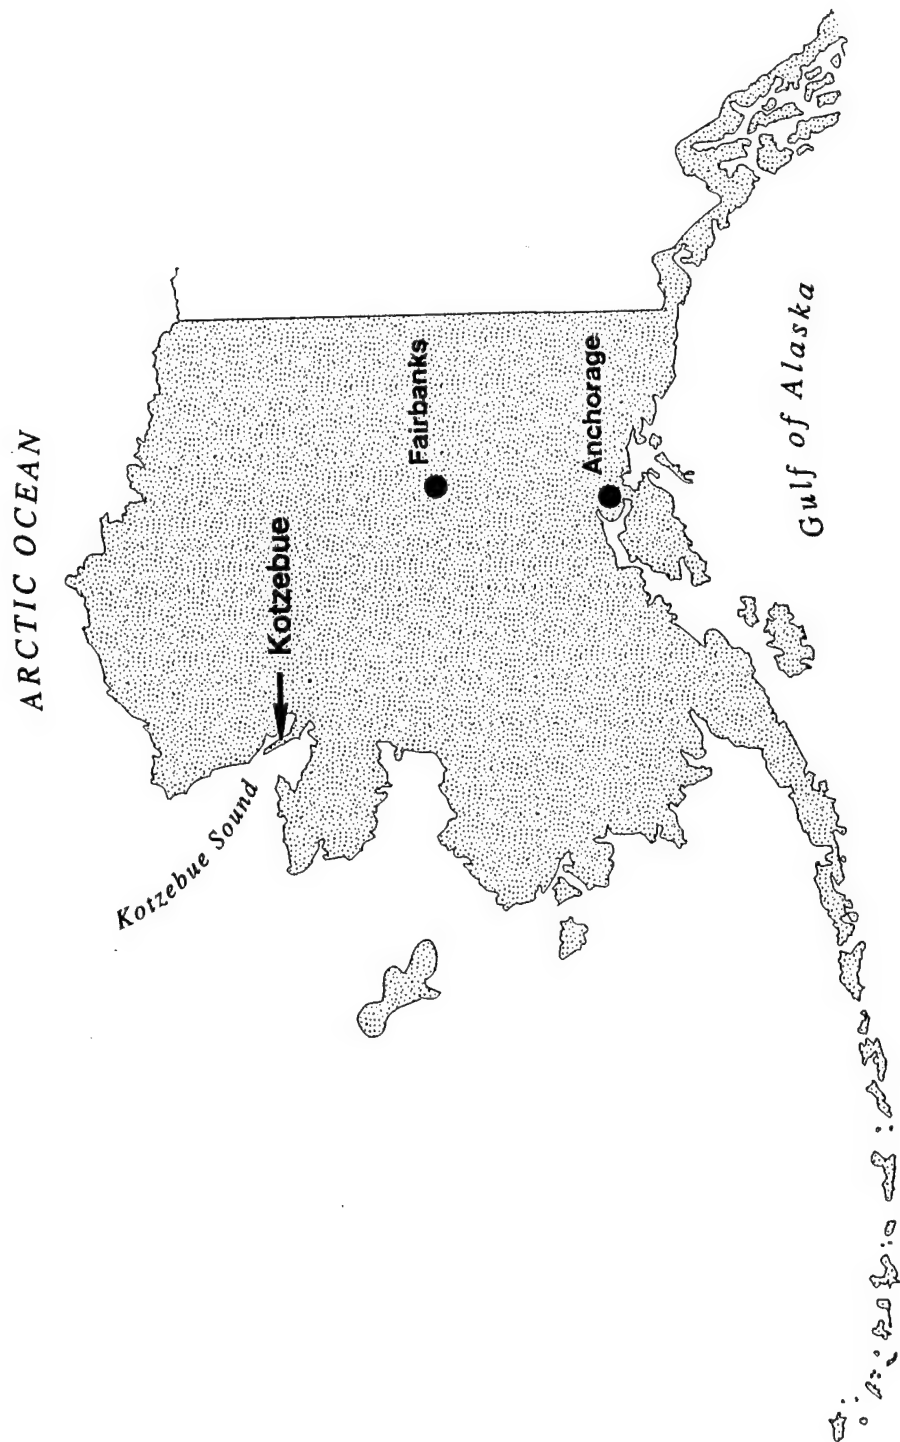 ARCTIC OCEAN
Kotzebue Sound
Kotzebue
Fairbanks
Anchorage
Gulf of Alaska